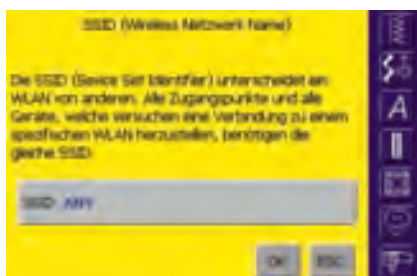 SSID (Wireless Netzwerk Name)
Die SSID (Sevice Set Identifier) unterscheidet ein
WLAN von anderen. Alle Zugangspunkte und alle
Geräte, welche versuchen eine Verbindung zu einem
spezifischen WLAN herzustellen, benötigen die
gleiche SSID.
SSID: ANY
OK ESC
A